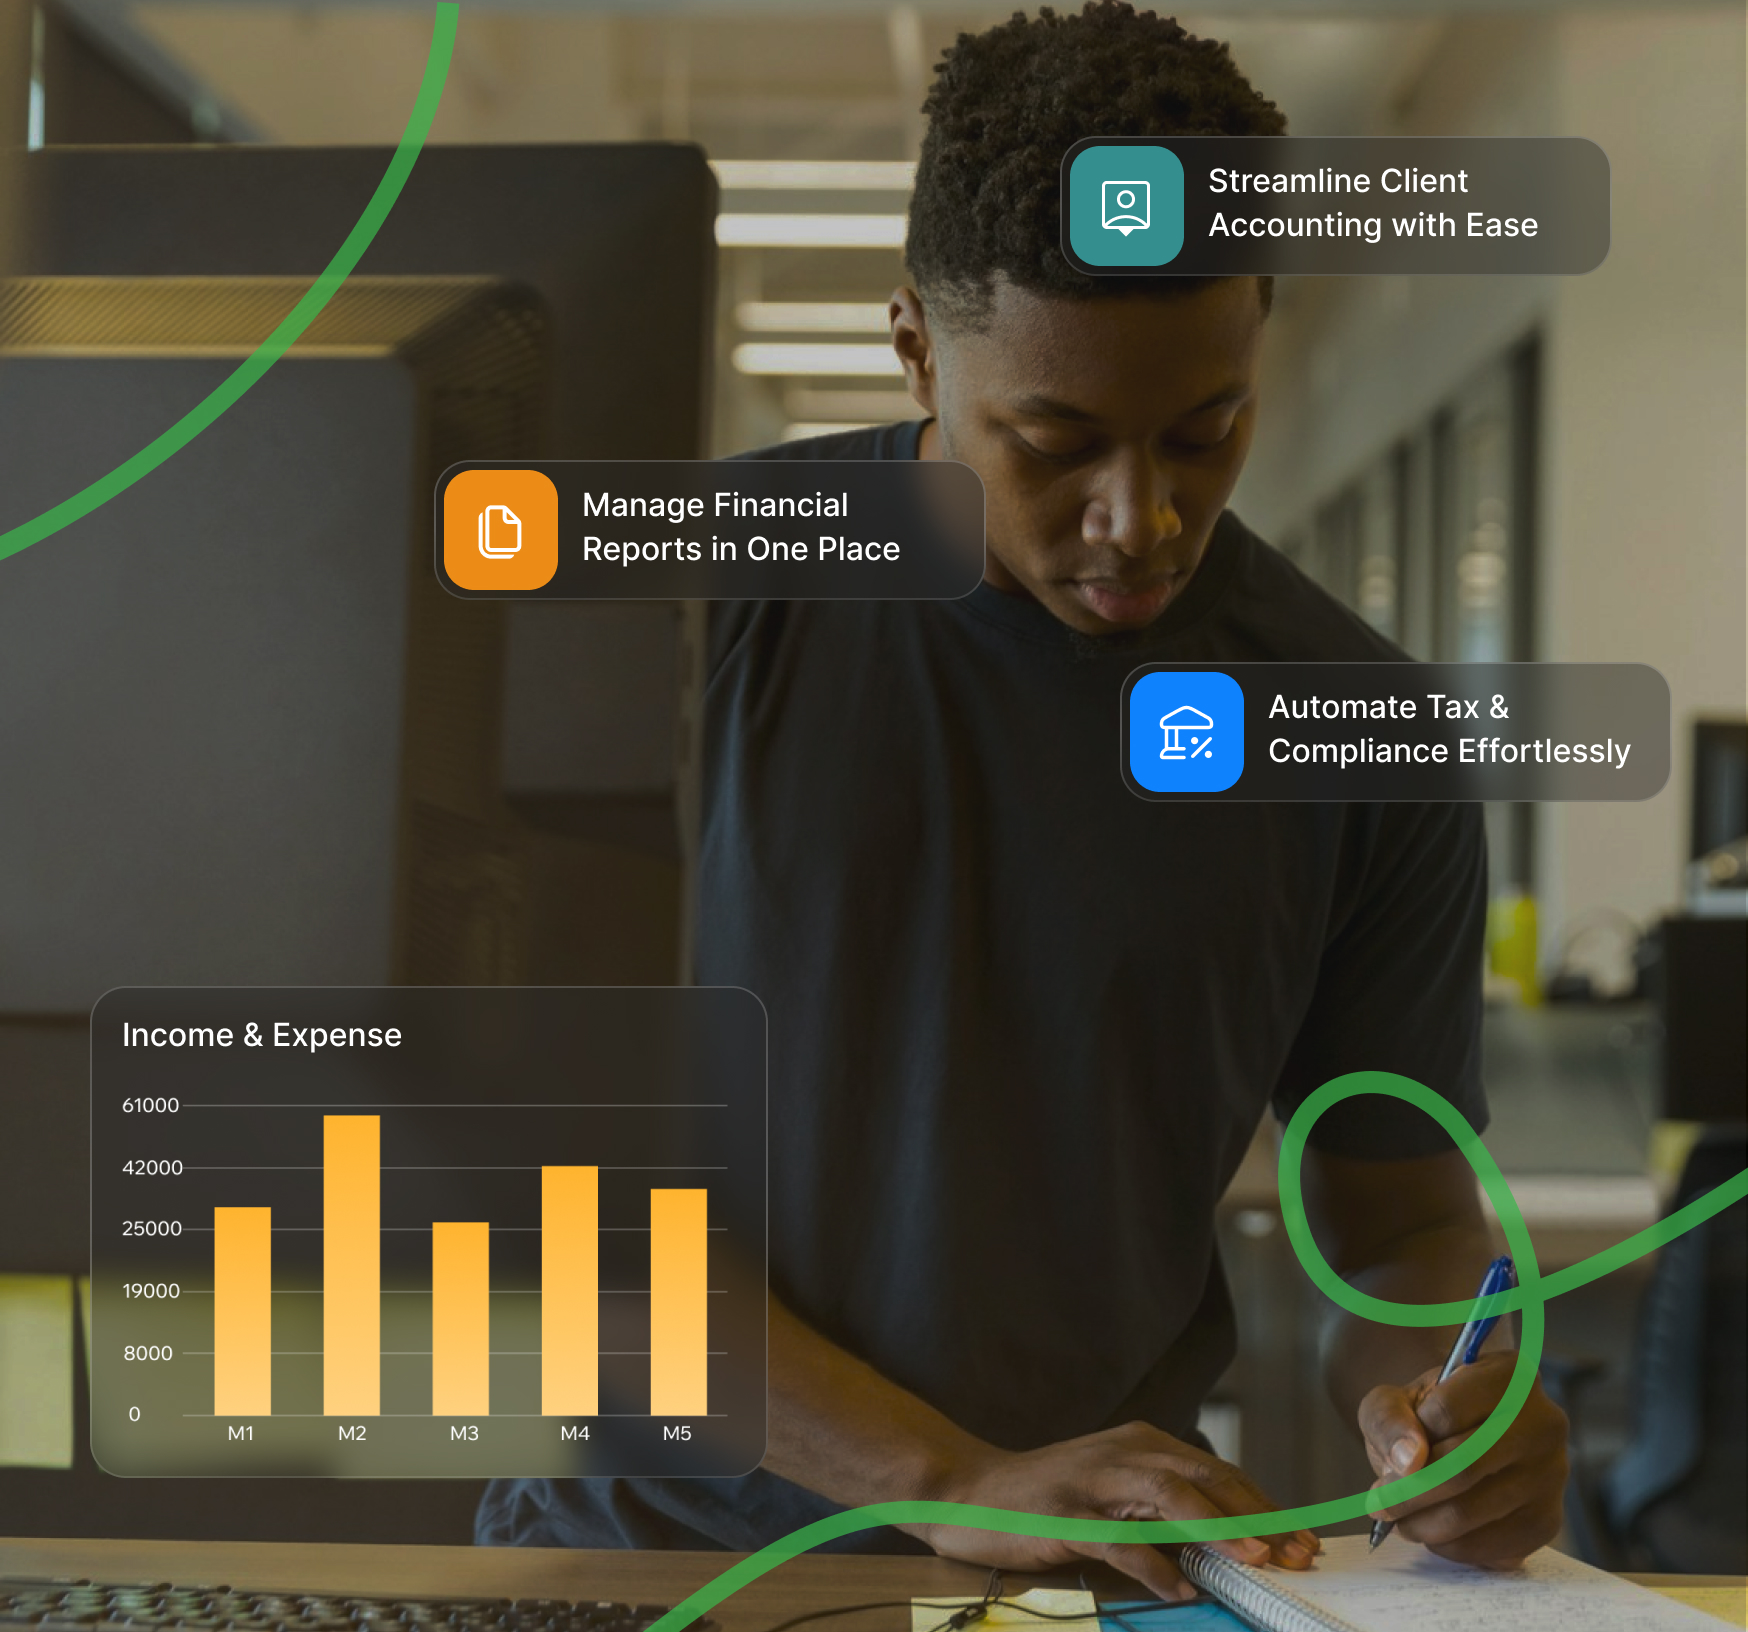 Streamline Client
Accounting with Ease
Manage Financial
Reports in One Place
Automate Tax &
Compliance Effortlessly
Income & Expense
61000
42000
25000
19000
8000
0
M1 M2 M3 M4 M5